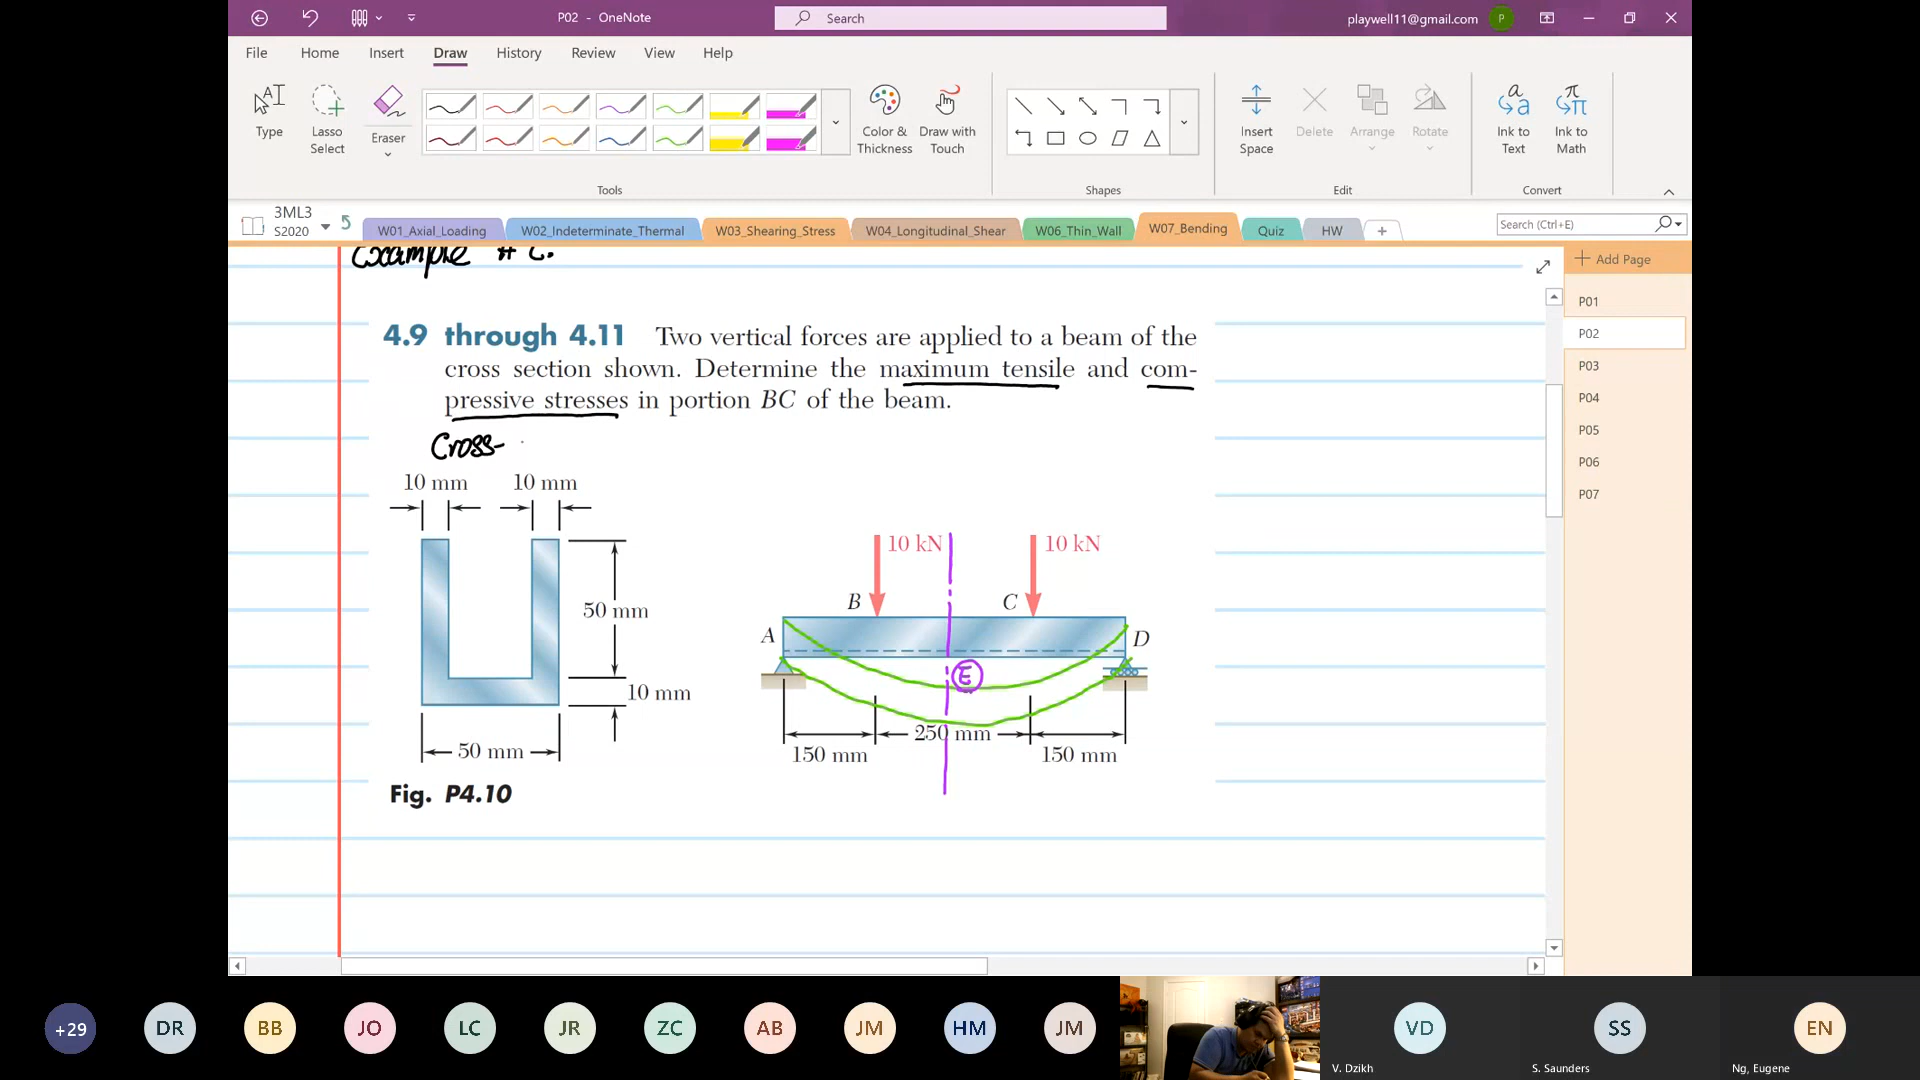 P02 - OneNote
Search
playwell11@gmail.com
P
File Home Insert Draw History Review View Help
Type
Lasso Select
Eraser
Color & Thickness
Draw with Touch
Insert Space
Delete
Arrange
Rotate
Ink to Text
Ink to Math
Tools
Shapes
Edit
Convert
3ML3 S2020
W01_Axial_Loading
W02_Indeterminate_Thermal
W03_Shearing_Stress
W04_Longitudinal_Shear
W06_Thin_Wall
W07_Bending
Quiz
HW
Search (Ctrl+E)
Add Page
P01
P02
P03
P04
P05
P06
P07
Example #
4.9 through 4.11 Two vertical forces are applied to a beam of the
cross section shown. Determine the maximum tensile and com-
pressive stresses in portion BC of the beam.
Cross-
10 mm 10 mm
50 mm
10 mm
50 mm
10 kN 10 kN
B C
A D
E
250 mm
150 mm 150 mm
Fig. P4.10
+29 DR BB JO LC JR ZC AB JM HM JM VD SS EN
V. Dzikh
S. Saunders
Ng, Eugene